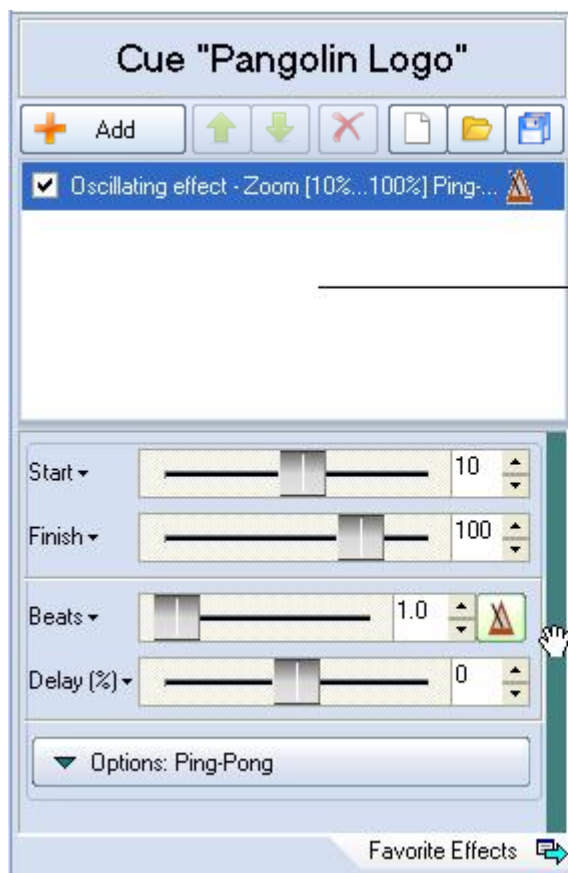 Cue "Pangolin Logo"
Add
Oscillating effect - Zoom [10%...100%] Ping-...
Start
10
Finish
100
Beats
1.0
Delay (%)
0
Options: Ping-Pong
Favorite Effects